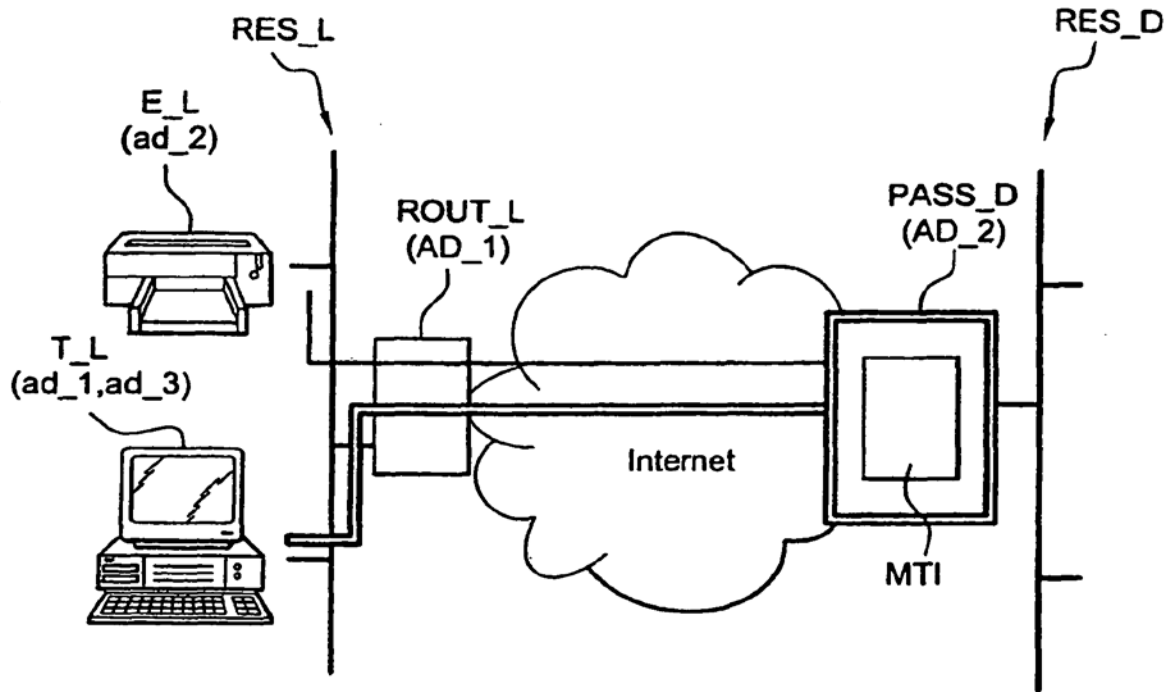 RES_L
RES_D
E_L
(ad_2)
ROUT_L
(AD_1)
PASS_D
(AD_2)
T_L
(ad_1,ad_3)
Internet
MTI